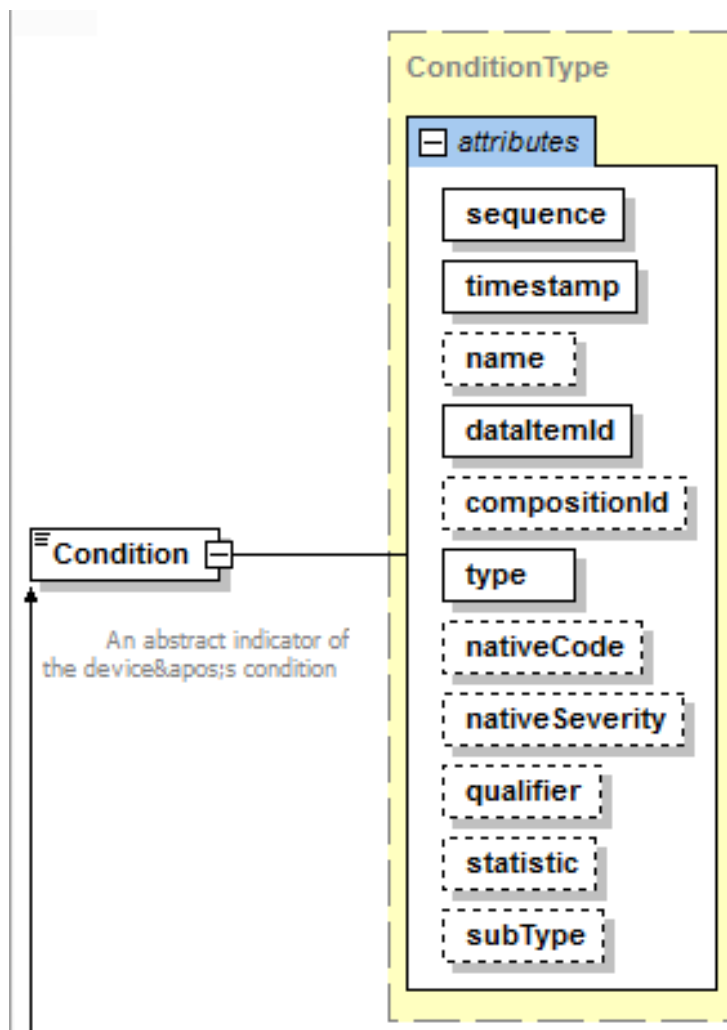 ConditionType
attributes
sequence
timestamp
name
dataItemId
compositionId
Condition
type
An abstract indicator of
the device&apos;s condition
nativeCode
nativeSeverity
qualifier
statistic
subType